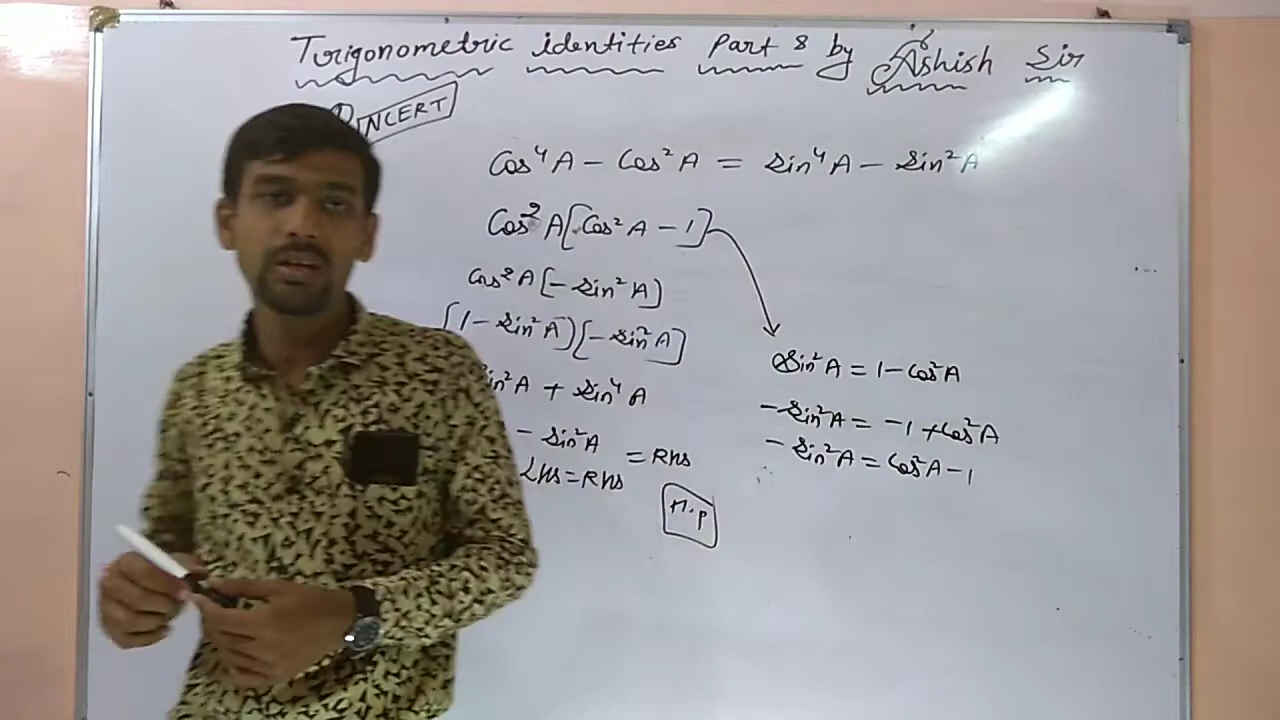 Trigonometric identities Part 8 by Ashish Sir
NCERT
Cos⁴A − Cos²A = Sin⁴A − Sin²A
Cos²A[Cos²A − 1]
Cos²A[−Sin²A]
[1 − Sin²A][−Sin²A]
Sin²A + Sin⁴A
− Sin²A = RHS
LHS = RHS
H.P
Sin²A = 1 − Cos²A
−Sin²A = −1 + Cos²A
−Sin²A = Cos²A − 1